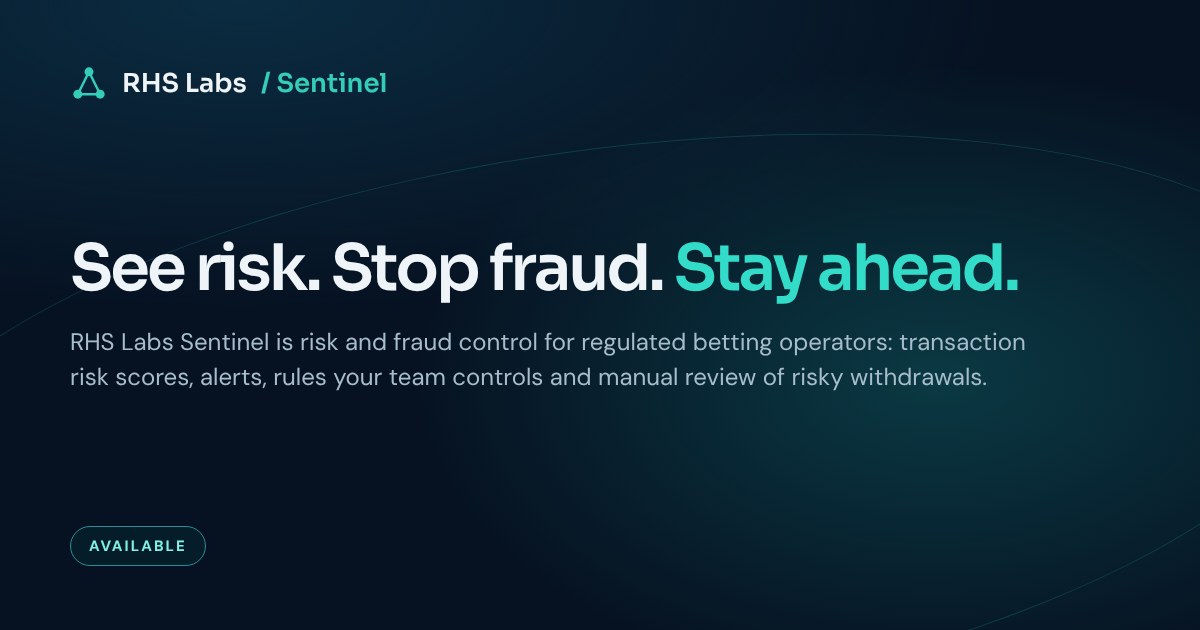 RHS Labs / Sentinel
See risk. Stop fraud. Stay ahead.
RHS Labs Sentinel is risk and fraud control for regulated betting operators: transaction
risk scores, alerts, rules your team controls and manual review of risky withdrawals.
AVAILABLE